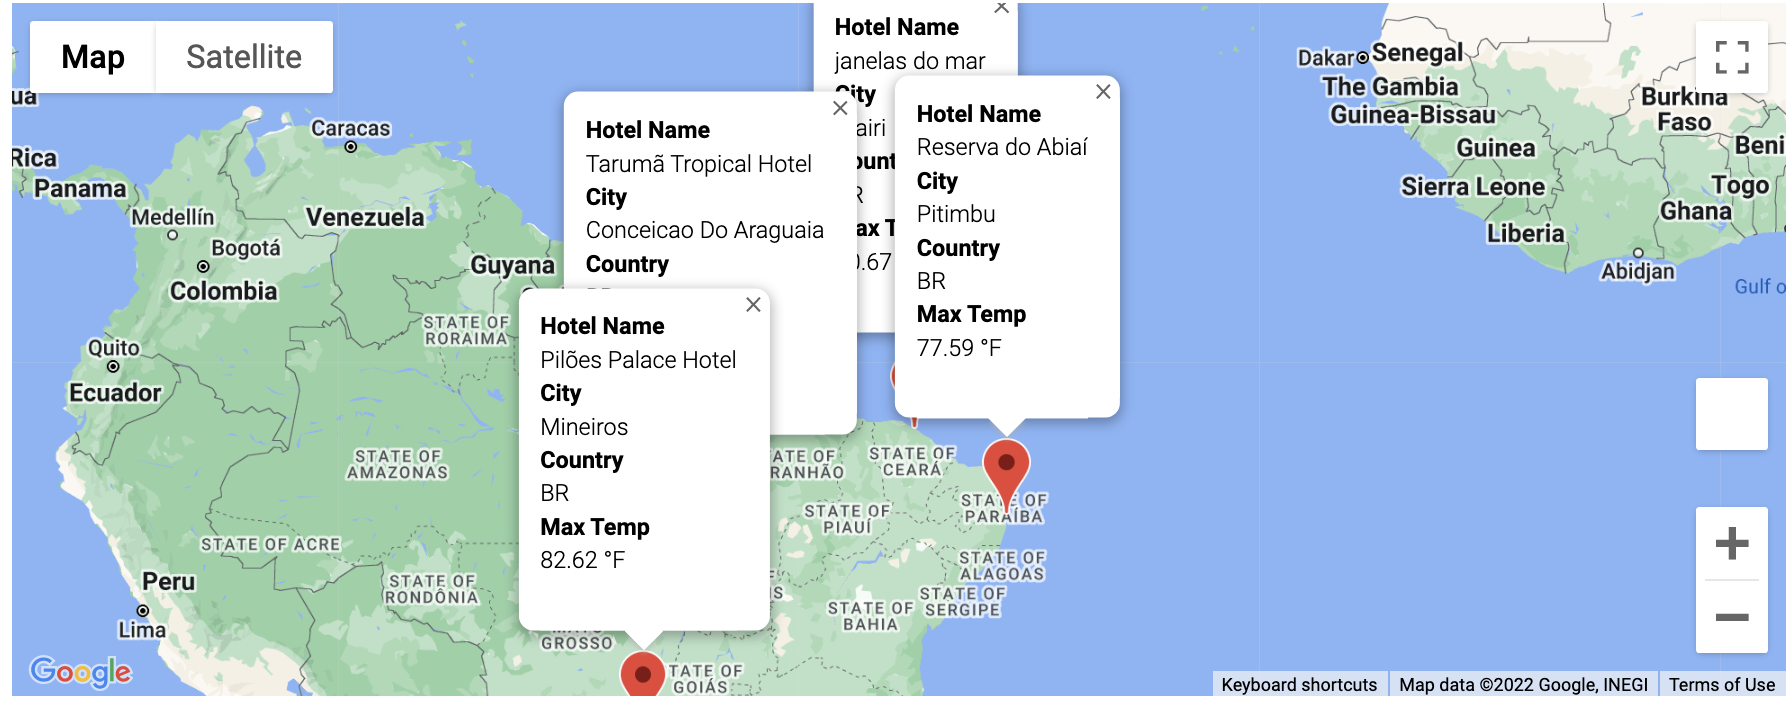 Map
Satellite
Hotel Name
janelas do mar
City
airi
ount
R
ax T
0.67
Hotel Name
Reserva do Abiaí
City
Pitimbu
Country
BR
Max Temp
77.59 °F
Hotel Name
Tarumã Tropical Hotel
City
Conceicao Do Araguaia
Country
Hotel Name
Pilões Palace Hotel
City
Mineiros
Country
BR
Max Temp
82.62 °F
ua
Rica
Panama
Caracas
Medellín
Venezuela
Bogotá
Colombia
Guyana
Quito
Ecuador
STATE OF
RORAIMA
STATE OF
AMAZONAS
STATE OF ACRE
STATE OF
RONDÔNIA
Peru
Lima
GROSSO
TATE OF
GOIÁS
ATE OF
RANHÃO
STATE OF
CEARÁ
STATE OF
PIAUÍ
STATE OF
PARAÍBA
STATE OF
ALAGOAS
STATE OF
SERGIPE
STATE OF
BAHIA
Dakar
Senegal
The Gambia
Guinea-Bissau
Guinea
Sierra Leone
Liberia
Burkina
Faso
Beni
Togo
Ghana
Abidjan
Gulf o
Google
Keyboard shortcuts
Map data ©2022 Google, INEGI
Terms of Use